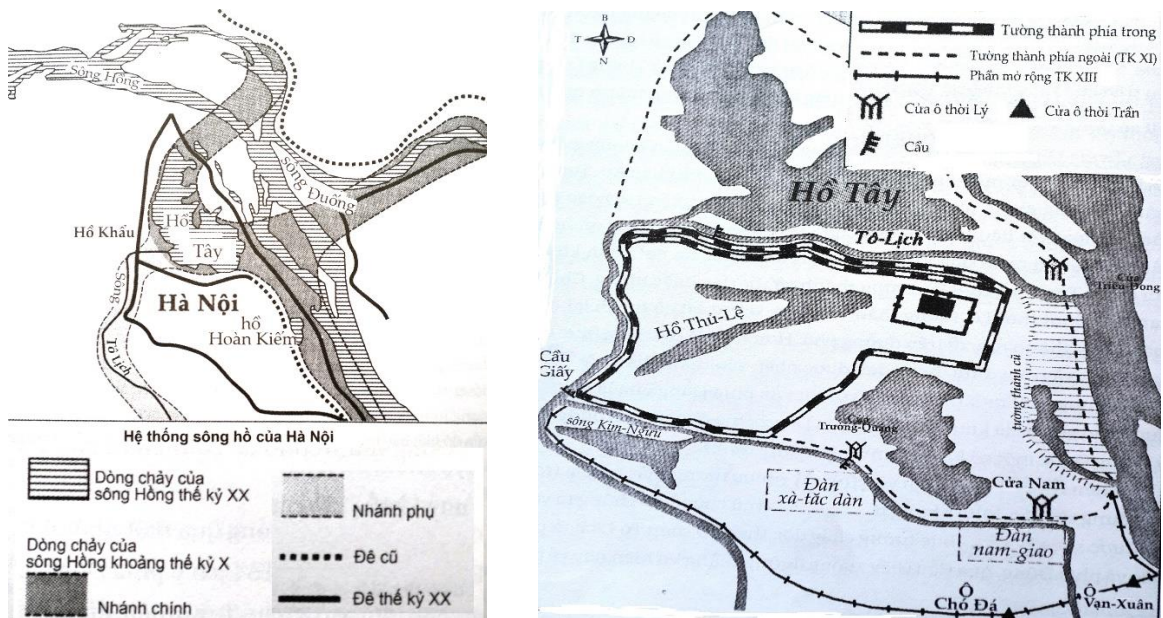 Sông Hồng
sông Đuống
Hồ Khẩu
Hồ
Tây
Sông
Tô Lịch
Hà Nội
hồ
Hoàn Kiếm
Hệ thống sông hồ của Hà Nội
Dòng chảy của
sông Hồng thế kỷ XX
Nhánh phụ
Dòng chảy của
sông Hồng khoảng thế kỷ X
Nhánh chính
Đê cũ
Đê thế kỷ XX
B
T
Đ
N
Tường thành phía trong
Tường thành phía ngoài (TK XI)
Phần mở rộng TK XIII
Cửa ô thời Lý
Cửa ô thời Trần
Cầu
Hồ Tây
Tô-Lịch
Cửa
Triều-Đông
Hồ Thủ-Lệ
Cầu
Giấy
tường thành cũ
sông Kim-Ngưu
Trường-Quảng
Đàn
xà-tắc dàn
Cửa Nam
Đàn
nam-giao
Ô
Chó Đá
Ô
Vạn-Xuân